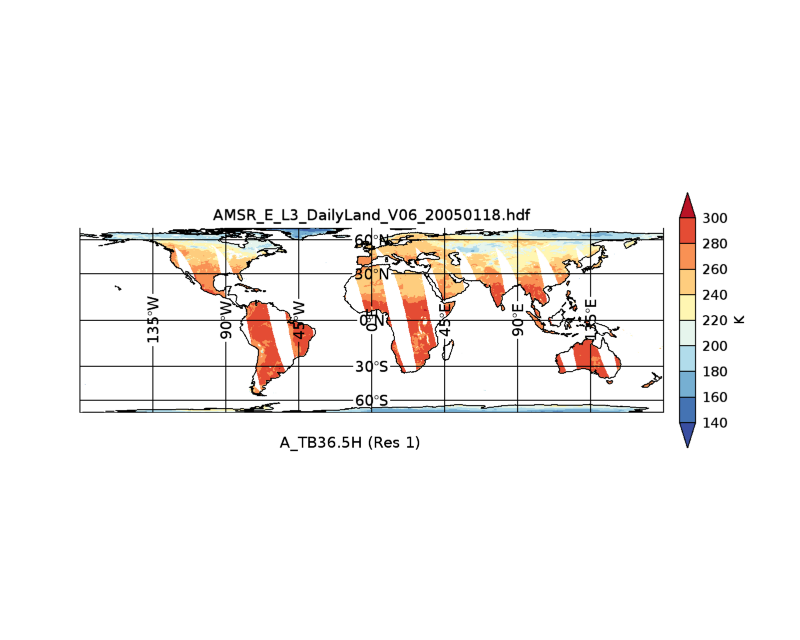 AMSR_E_L3_DailyLand_V06_20050118.hdf
60°N
30°N
0°N
30°S
60°S
135°W
90°W
45°W
0°E
45°E
90°E
300
280
260
240
220
200
180
160
140
K
A_TB36.5H (Res 1)